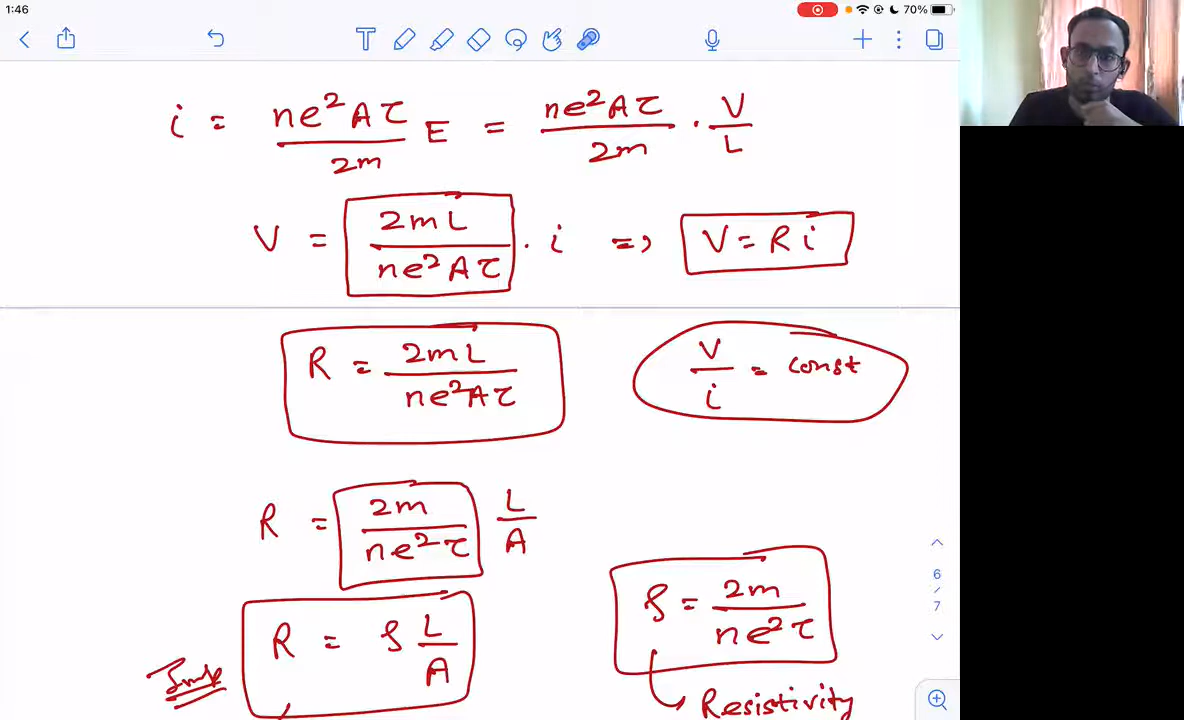 1:46
70%
i = ne²Aτ/2m E = ne²Aτ/2m · V/L
V = 2mL/ne²Aτ · i => V = Ri
R = 2mL/ne²Aτ
V/i = const
R = 2m/ne²τ L/A
ρ = 2m/ne²τ
R = ρ L/A
Resistivity
6
/
7